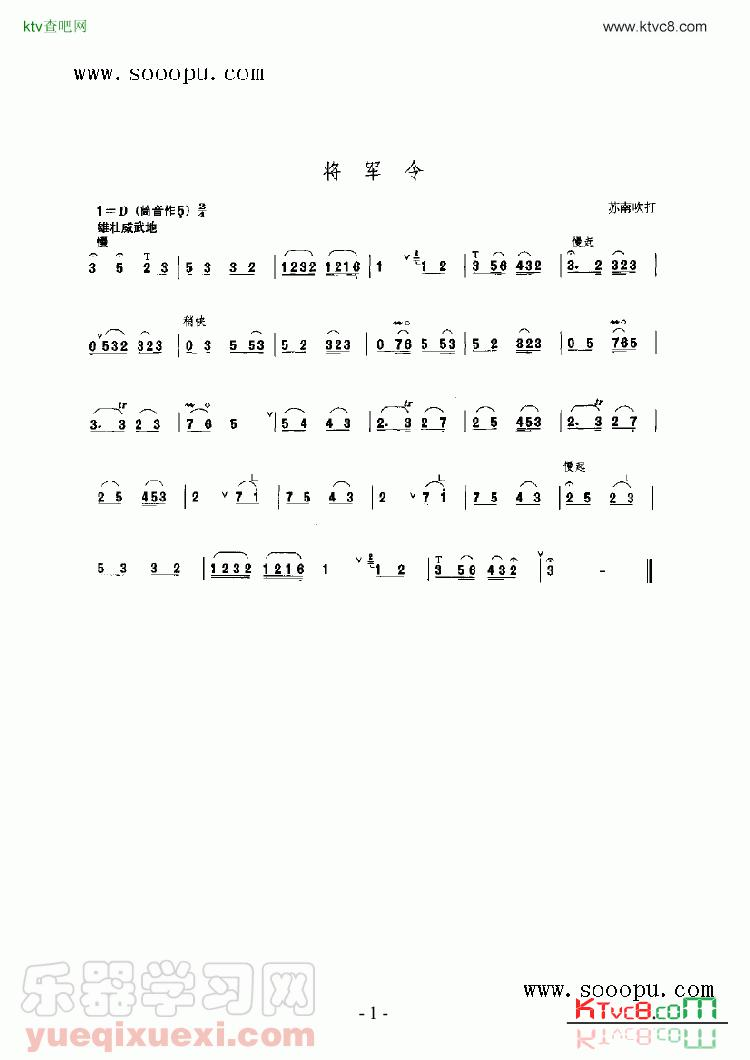 ktv查吧网 www.ktvc8.com
www.sooopu.com
将军令
1=D (筒音作5) 2/4 苏南吹打
雄壮威武地
慢 慢起
3 5 2 3 | 5 3 3 2 | 1232 1216 | 1 ∨ 1 2 | 3 56 432 | 3. 2 323 |
稍快
0 532 323 | 0 3 5 53 | 5 2 323 | 0 76 5 53 | 5 2 323 | 0 5 765 |
tr tr tr
3. 3 2 3 | 7 6 5 ∨ | 5 4 4 3 | 2. 3 2 7 | 2 5 453 | 2. 3 2 7 |
慢起
2 5 453 | 2 ∨ 7 1 | 7 5 4 3 | 2 ∨ 7 1 | 7 5 4 3 | 2 5 2 3 |
5 3 3 2 | 1232 1216 1 | ∨ 1 2 | 3 56 432 | 3 - ‖
乐器学习网
yueqixuexi.com
- 1 -
www.sooopu.com
KTvc8.com